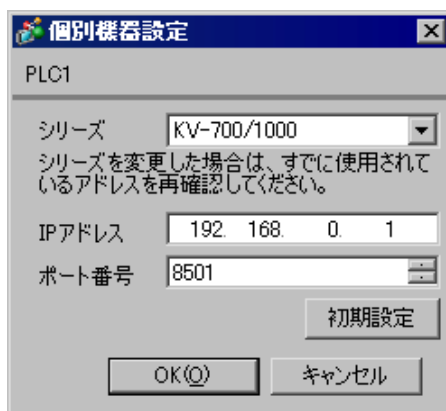 個別機器設定
PLC1
シリーズ KV-700/1000
シリーズを変更した場合は、すでに使用されて
いるアドレスを再確認してください。
IPアドレス 192. 168. 0. 1
ポート番号 8501
初期設定
OK(O) キャンセル